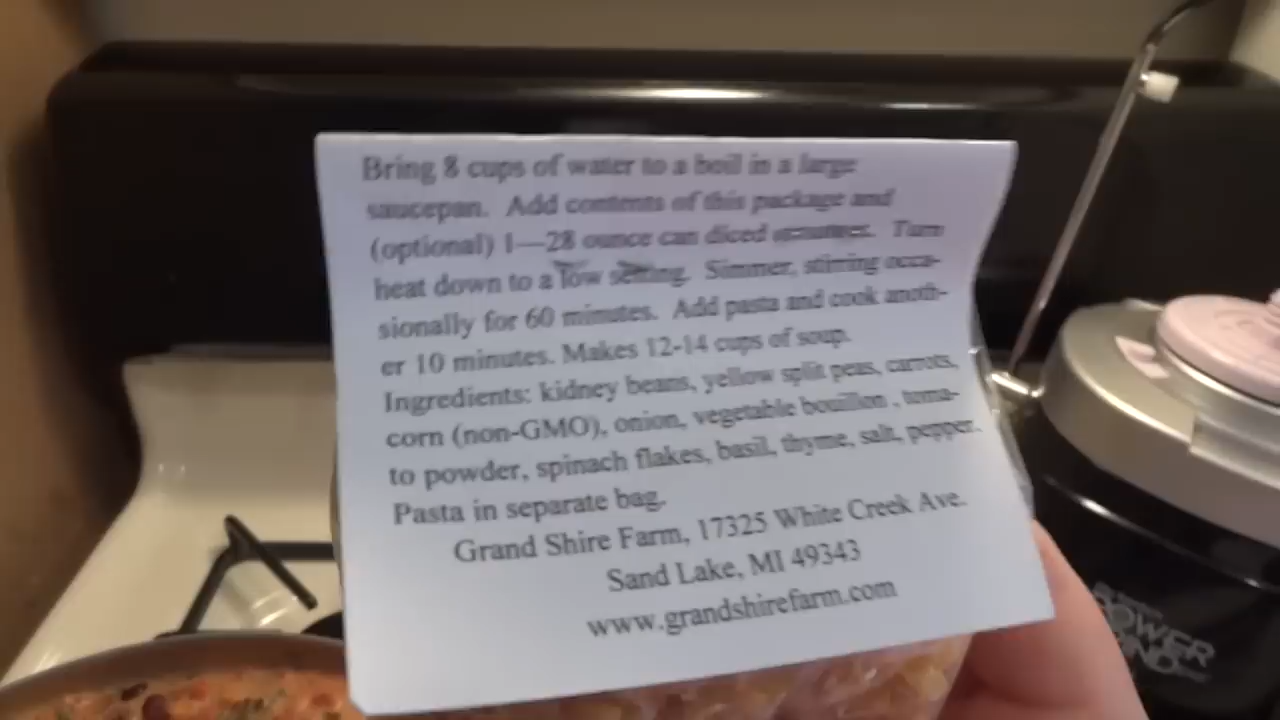 Bring 8 cups of water to a boil in a large
saucepan. Add contents of this package and
(optional) 1—28 ounce can diced Turn
heat down to a low setting. Simmer, stirring occa-
sionally for 60 minutes. Add pasta and cook anoth-
er 10 minutes. Makes 12-14 cups of soup.
Ingredients: kidney beans, yellow split peas, carrots,
corn (non-GMO), onion, vegetable bouillon , toma-
to powder, spinach flakes, basil, thyme, salt, pepper.
Pasta in separate bag.
Grand Shire Farm, 17325 White Creek Ave.
Sand Lake, MI 49343
www.grandshirefarm.com